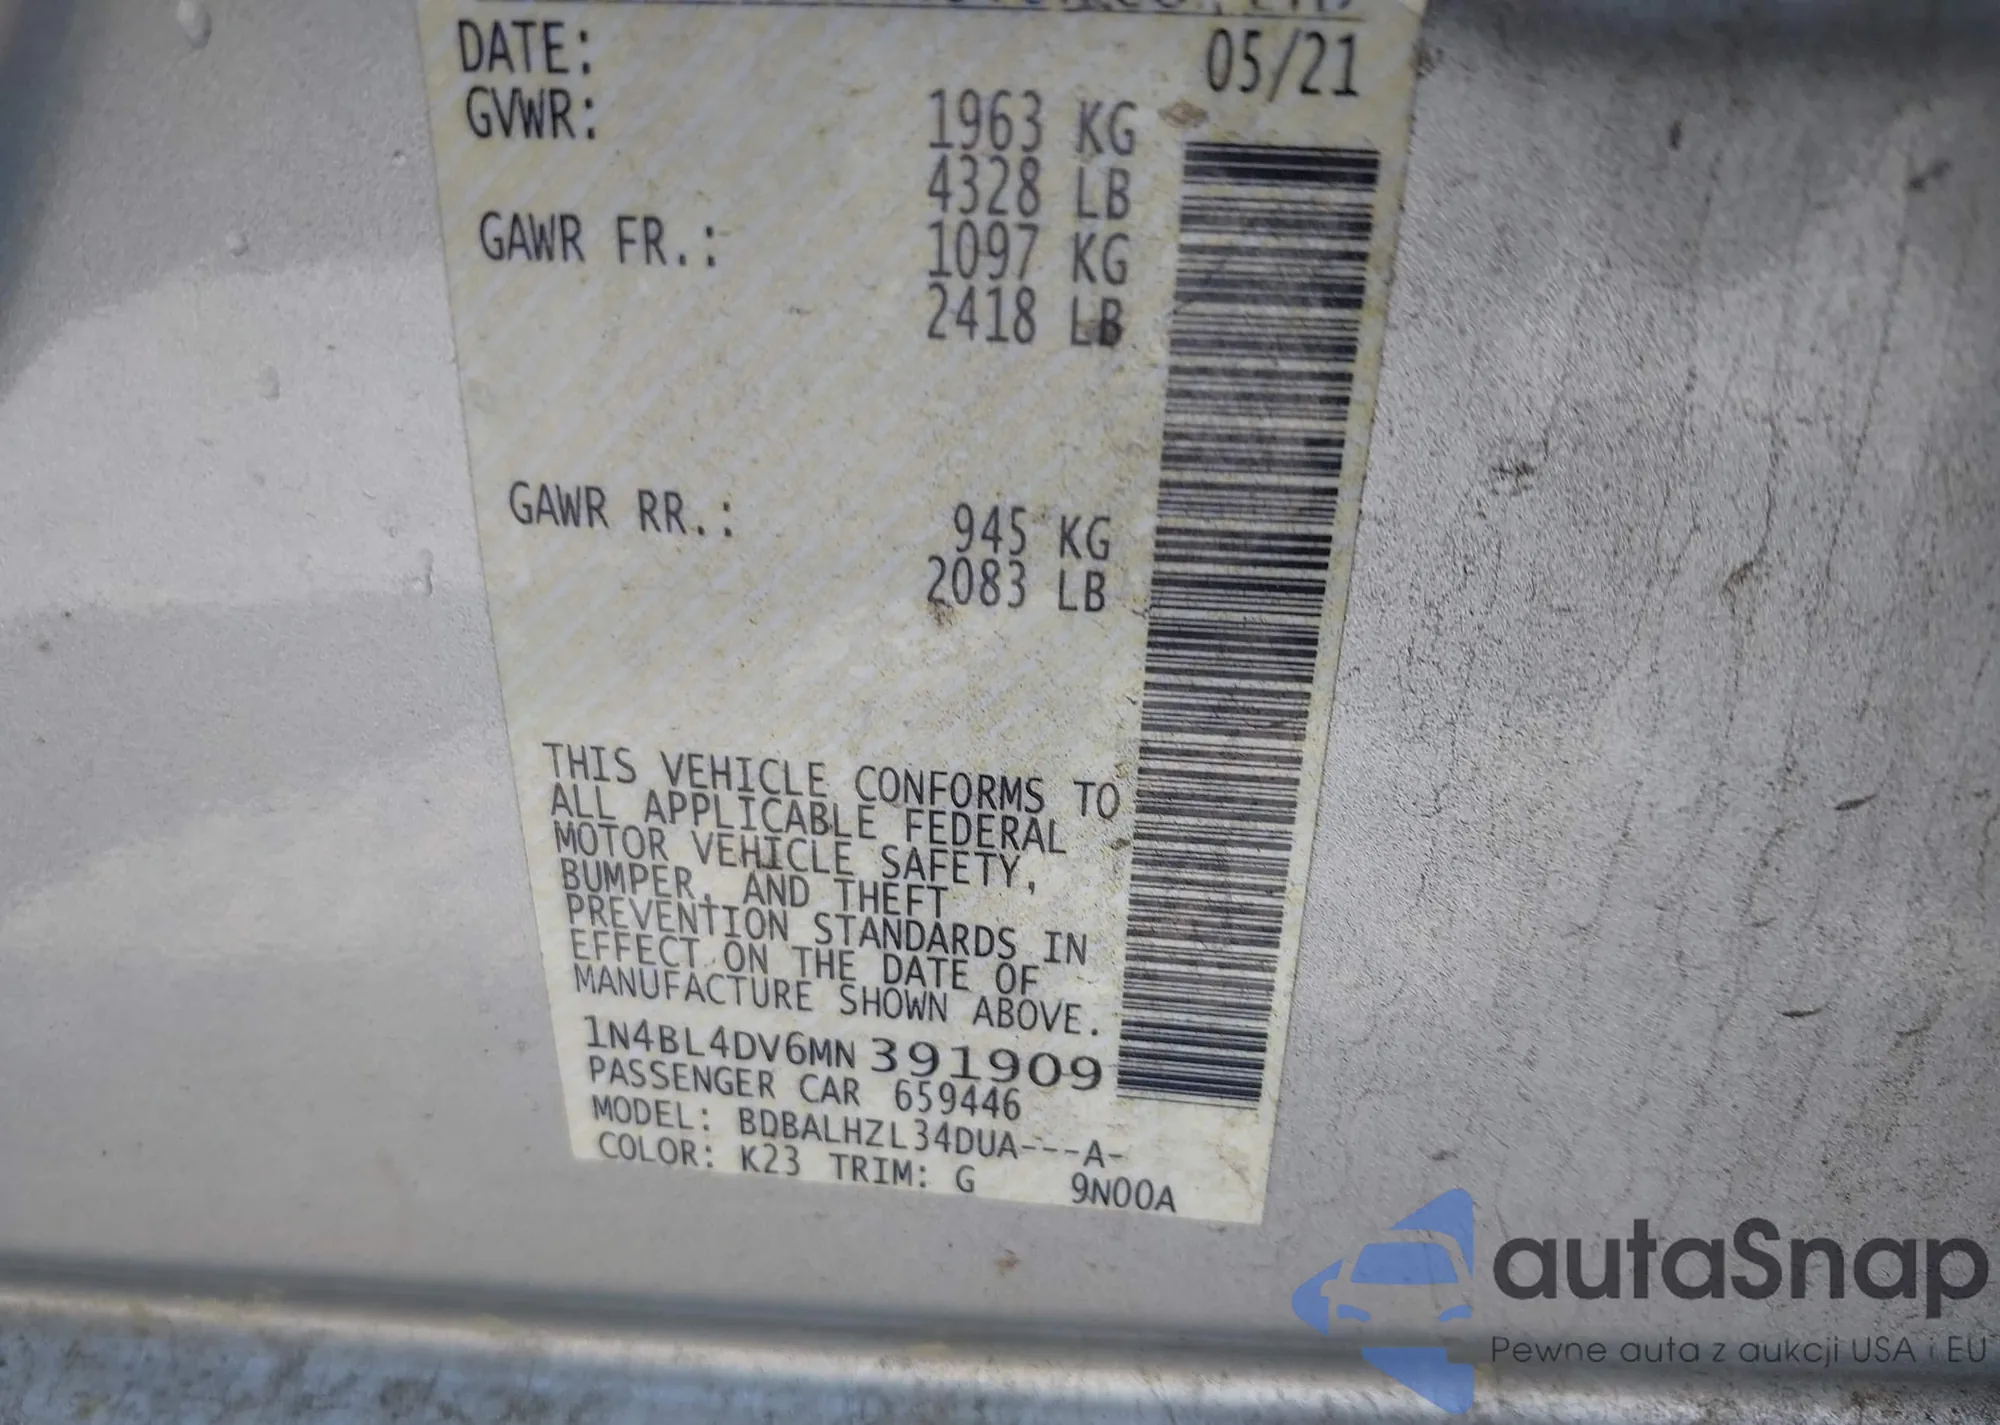 DATE: 05/21
GVWR: 1963 KG
4328 LB
GAWR FR.: 1097 KG
2418 LB
GAWR RR.: 945 KG
2083 LB
THIS VEHICLE CONFORMS TO
ALL APPLICABLE FEDERAL
MOTOR VEHICLE SAFETY,
BUMPER, AND THEFT
PREVENTION STANDARDS IN
EFFECT ON THE DATE OF
MANUFACTURE SHOWN ABOVE.
1N4BL4DV6MN391909
PASSENGER CAR 659446
MODEL: BDBALHZL34DUA---A-
COLOR: K23 TRIM: G 9N00A
autaSnap
Pewne auta z aukcji USA i EU